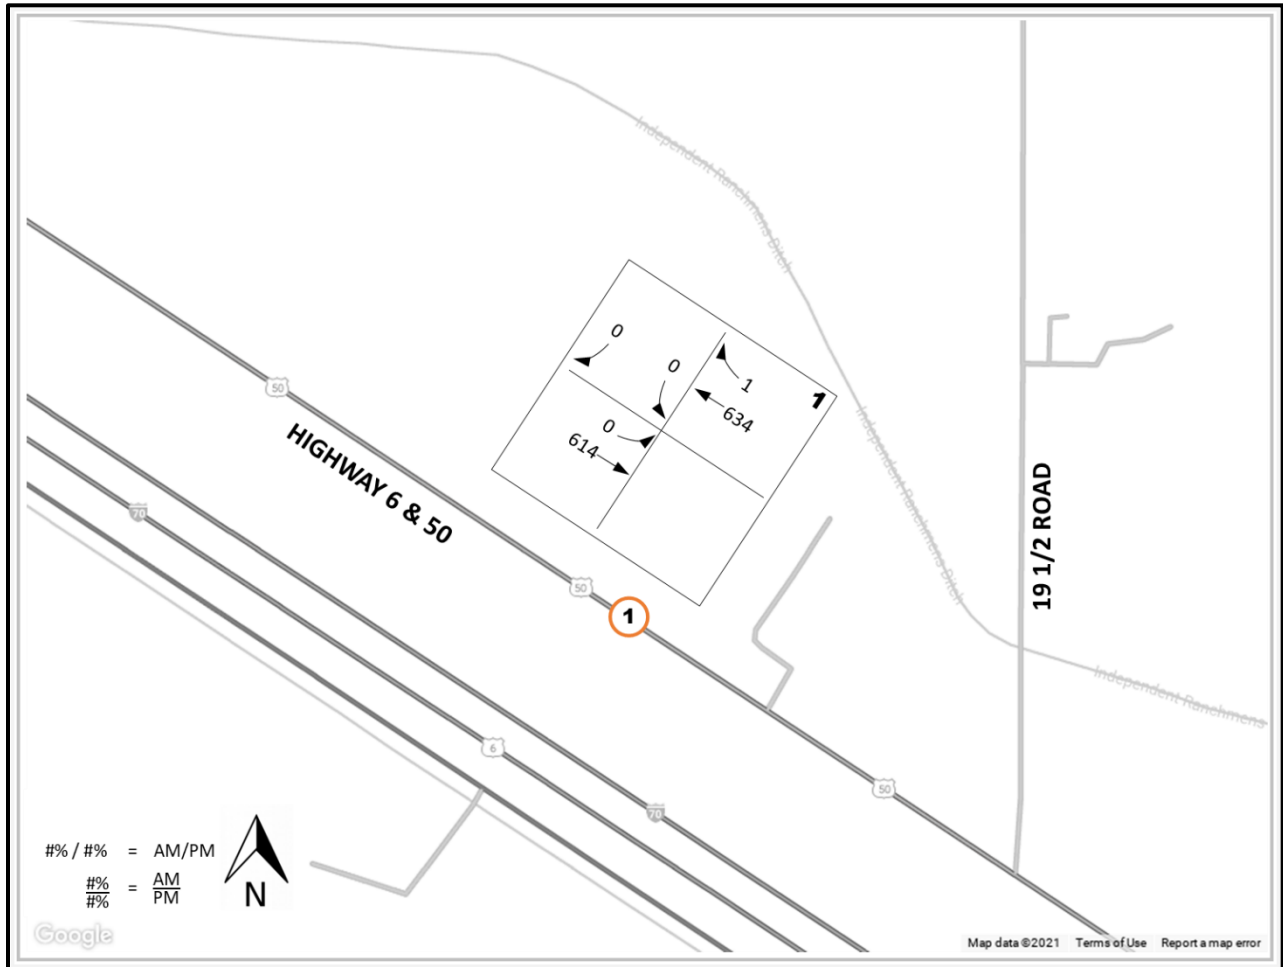 Independent Ranchmens Ditch
50
0
0
1
1
634
0
614
HIGHWAY 6 & 50
Independent Ranchmens Ditch
19 1/2 ROAD
70
50
1
Independent Ranchmens
6
50
70
#% / #% = AM/PM
#% = AM
#% PM
N
Google
Map data ©2021 Terms of Use Report a map error